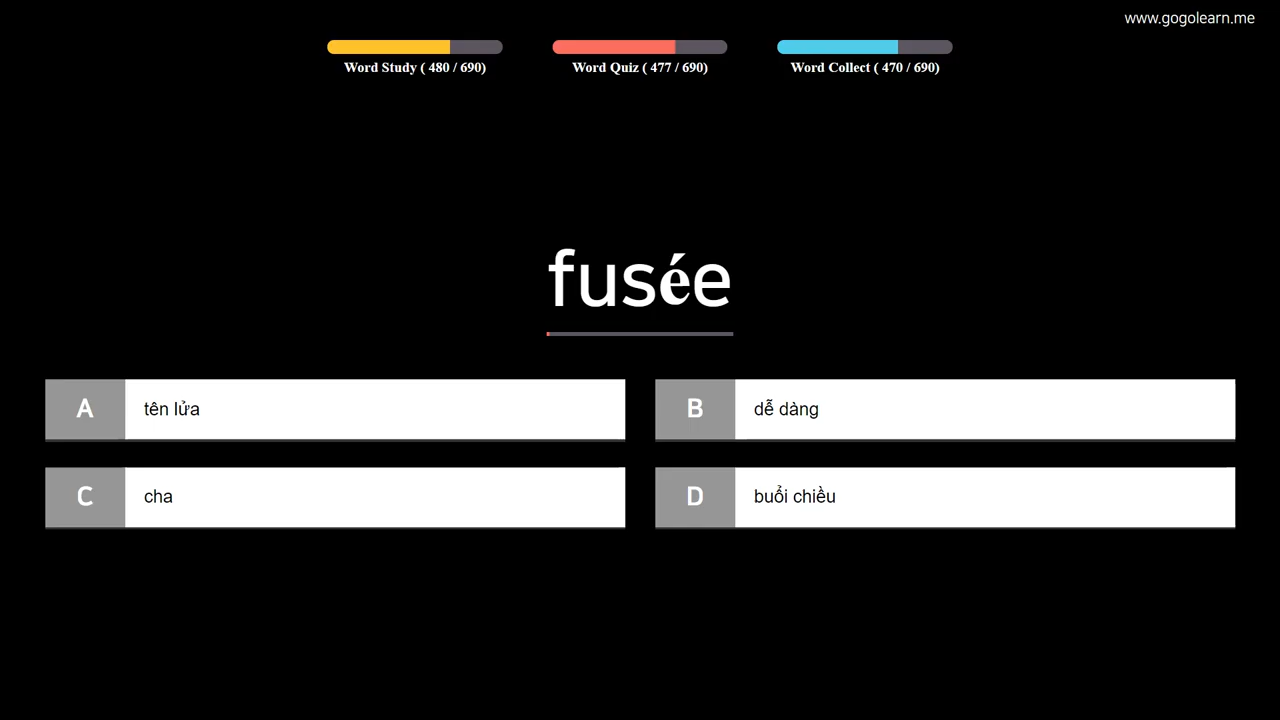 www.gogolearn.me
Word Study ( 480 / 690)
Word Quiz ( 477 / 690)
Word Collect ( 470 / 690)
fusée
A tên lửa
B dễ dàng
C cha
D buổi chiều